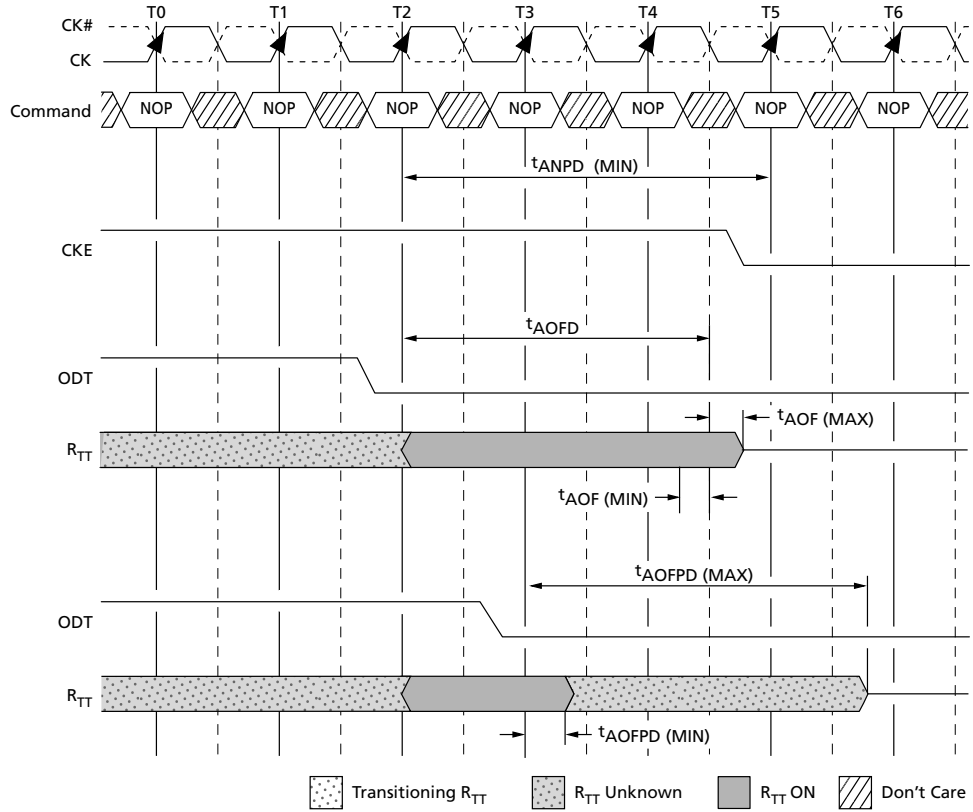 T0 T1 T2 T3 T4 T5 T6
CK#
CK
Command NOP NOP NOP NOP NOP NOP NOP
tANPD (MIN)
CKE
tAOFD
ODT
tAOF (MAX)
RTT
tAOF (MIN)
tAOFPD (MAX)
ODT
RTT
tAOFPD (MIN)
Transitioning RTT RTT Unknown RTT ON Don't Care